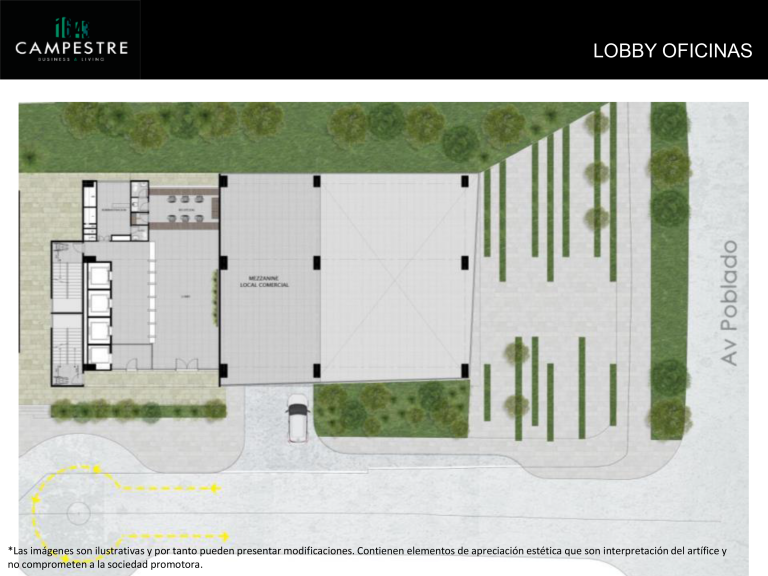 CAMPESTRE
BUSINESS & LIVING
LOBBY OFICINAS
MEZZANINE
LOCAL COMERCIAL
LOBBY
Av Poblado
*Las imágenes son ilustrativas y por tanto pueden presentar modificaciones. Contienen elementos de apreciación estética que son interpretación del artífice y
no comprometen a la sociedad promotora.